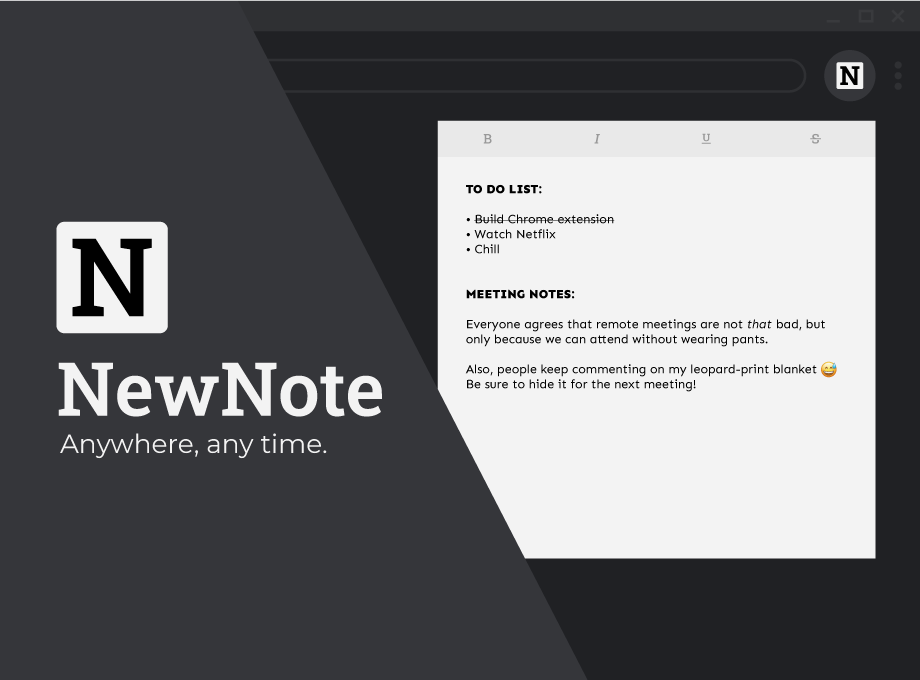 N
N
NewNote
Anywhere, any time.
B I U S
TO DO LIST:
• Build Chrome extension
• Watch Netflix
• Chill
MEETING NOTES:
Everyone agrees that remote meetings are not that bad, but
only because we can attend without wearing pants.
Also, people keep commenting on my leopard-print blanket 😅
Be sure to hide it for the next meeting!